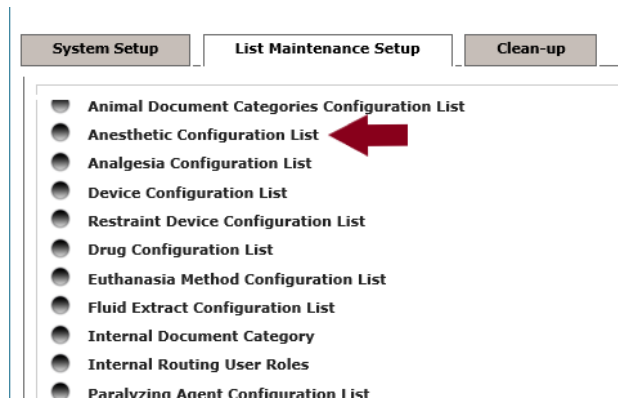 System Setup List Maintenance Setup Clean-up
Animal Document Categories Configuration List
Anesthetic Configuration List
Analgesia Configuration List
Device Configuration List
Restraint Device Configuration List
Drug Configuration List
Euthanasia Method Configuration List
Fluid Extract Configuration List
Internal Document Category
Internal Routing User Roles
Paralyzing Agent Configuration List